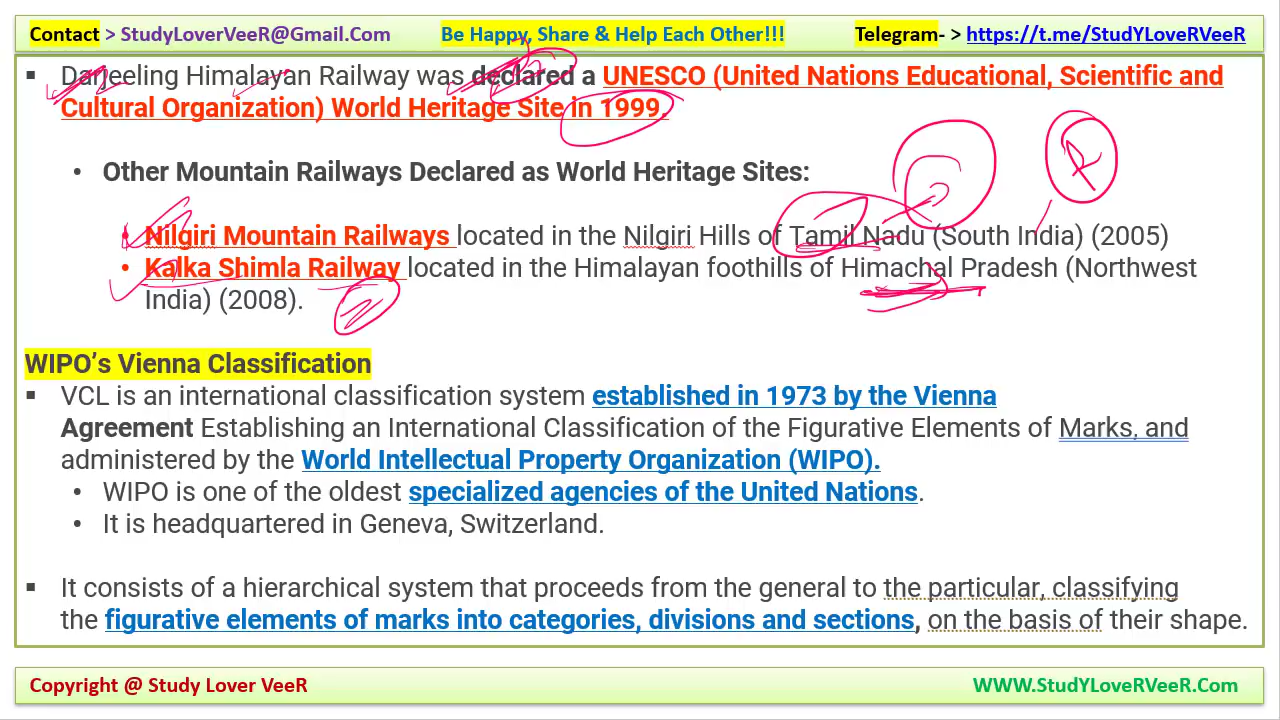 Contact > StudyLoverVeeR@Gmail.Com Be Happy, Share & Help Each Other!!! Telegram- > https://t.me/StudYLoveRVeeR
▪ Darjeeling Himalayan Railway was declared a UNESCO (United Nations Educational, Scientific and
Cultural Organization) World Heritage Site in 1999.
• Other Mountain Railways Declared as World Heritage Sites:
• Nilgiri Mountain Railways located in the Nilgiri Hills of Tamil Nadu (South India) (2005)
• Kalka Shimla Railway located in the Himalayan foothills of Himachal Pradesh (Northwest
India) (2008).
WIPO’s Vienna Classification
▪ VCL is an international classification system established in 1973 by the Vienna
Agreement Establishing an International Classification of the Figurative Elements of Marks, and
administered by the World Intellectual Property Organization (WIPO).
• WIPO is one of the oldest specialized agencies of the United Nations.
• It is headquartered in Geneva, Switzerland.
▪ It consists of a hierarchical system that proceeds from the general to the particular, classifying
the figurative elements of marks into categories, divisions and sections, on the basis of their shape.
Copyright @ Study Lover VeeR WWW.StudYLoveRVeeR.Com